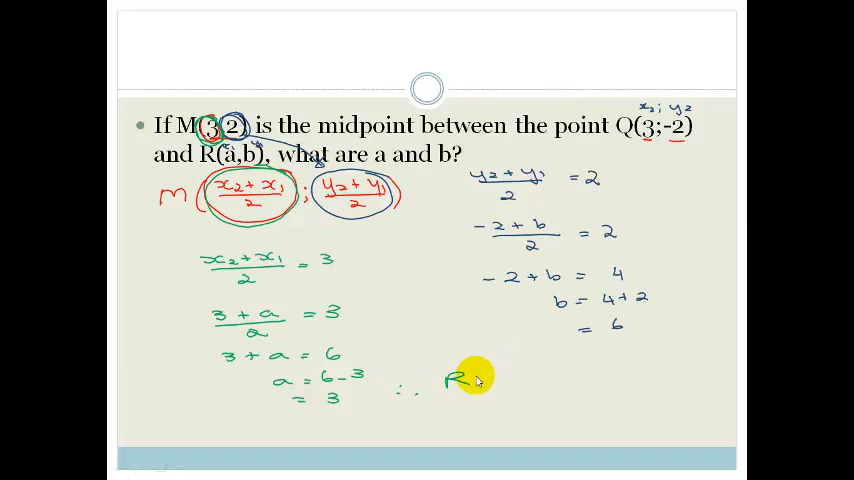 x₂; y₂
If M(3,2) is the midpoint between the point Q(3;-2)
x₁ y₁
and R(a,b), what are a and b?
M(x₂ + x₁/2 ; y₂ + y₁/2)
x₂ + x₁/2 = 3
3 + a/2 = 3
3 + a = 6
a = 6 - 3
= 3
y₂ + y₁/2 = 2
-2 + b/2 = 2
-2 + b = 4
b = 4 + 2
= 6
∴ R